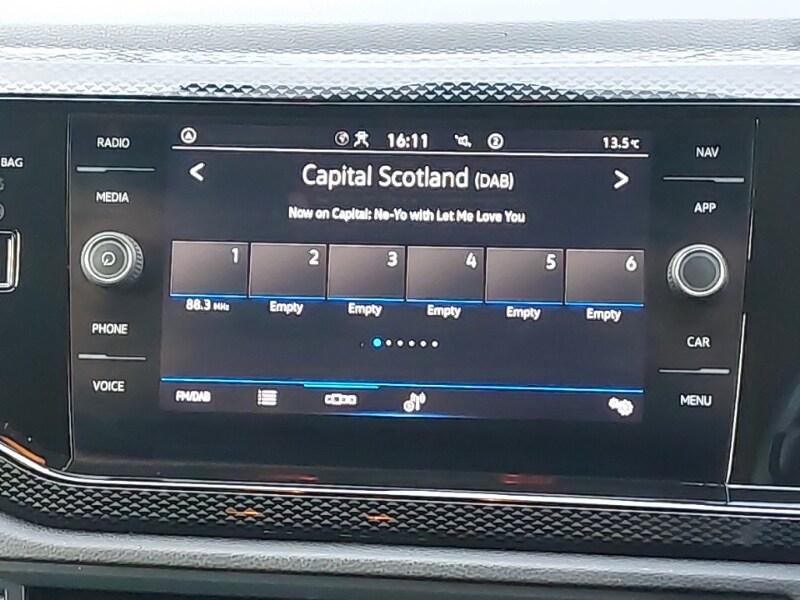 BAG
RADIO
MEDIA
PHONE
VOICE
16:11
2
13.5°C
< Capital Scotland (DAB) >
Now on Capital: Ne-Yo with Let Me Love You
1 2 3 4 5 6
88.3 MHz Empty Empty Empty Empty Empty
FM/DAB
NAV
APP
CAR
MENU